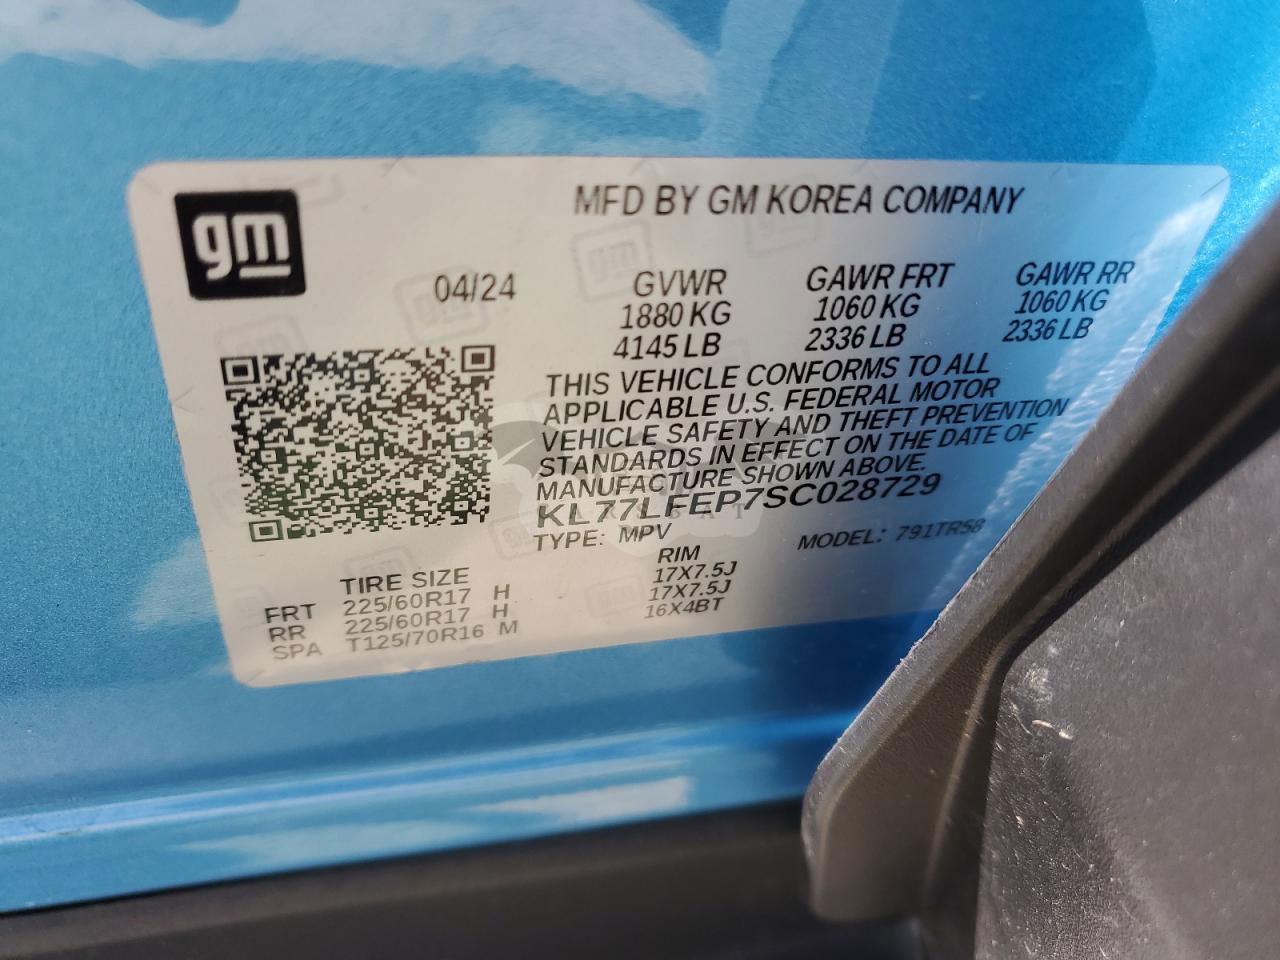 gm
MFD BY GM KOREA COMPANY
04/24
GVWR GAWR FRT GAWR RR
1880 KG 1060 KG 1060 KG
4145 LB 2336 LB 2336 LB
THIS VEHICLE CONFORMS TO ALL
APPLICABLE U.S. FEDERAL MOTOR
VEHICLE SAFETY AND THEFT PREVENTION
STANDARDS IN EFFECT ON THE DATE OF
MANUFACTURE SHOWN ABOVE.
KL77LFEP7SC028729
TYPE: MPV MODEL: 791TR58
TIRE SIZE RIM
FRT 225/60R17 H 17X7.5J
RR 225/60R17 H 17X7.5J
SPA T125/70R16 M 16X4BT